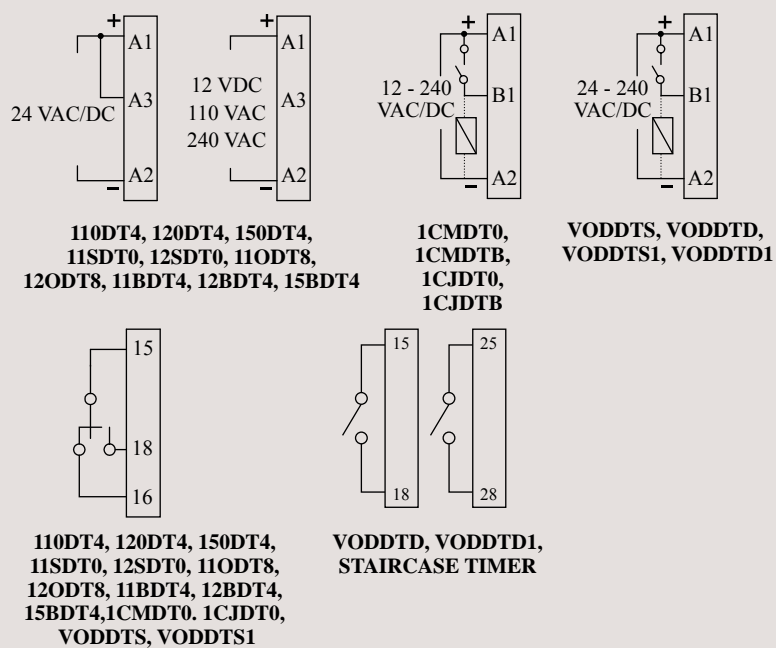 +
A1
A3
24 VAC/DC
A2
−
A1
12 VDC
A3
110 VAC
240 VAC
+
A2
−
110DT4, 120DT4, 150DT4,
11SDT0, 12SDT0, 11ODT8,
12ODT8, 11BDT4, 12BDT4, 15BDT4
+
A1
12 - 240
VAC/DC
B1
A2
−
1CMDT0,
1CMDTB,
1CJDT0,
1CJDTB
+
A1
24 - 240
VAC/DC
B1
A2
−
VODDTS, VODDTD,
VODDTS1, VODDTD1
15
18
16
110DT4, 120DT4, 150DT4,
11SDT0, 12SDT0, 11ODT8,
12ODT8, 11BDT4, 12BDT4,
15BDT4,1CMDT0. 1CJDT0,
VODDTS, VODDTS1
15
18
25
28
VODDTD, VODDTD1,
STAIRCASE TIMER